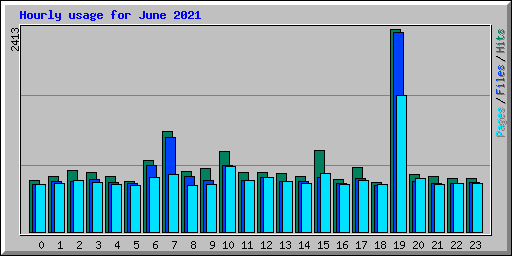 Hourly usage for June 2021
2413
Pages / Files / Hits
0 1 2 3 4 5 6 7 8 9 10 11 12 13 14 15 16 17 18 19 20 21 22 23